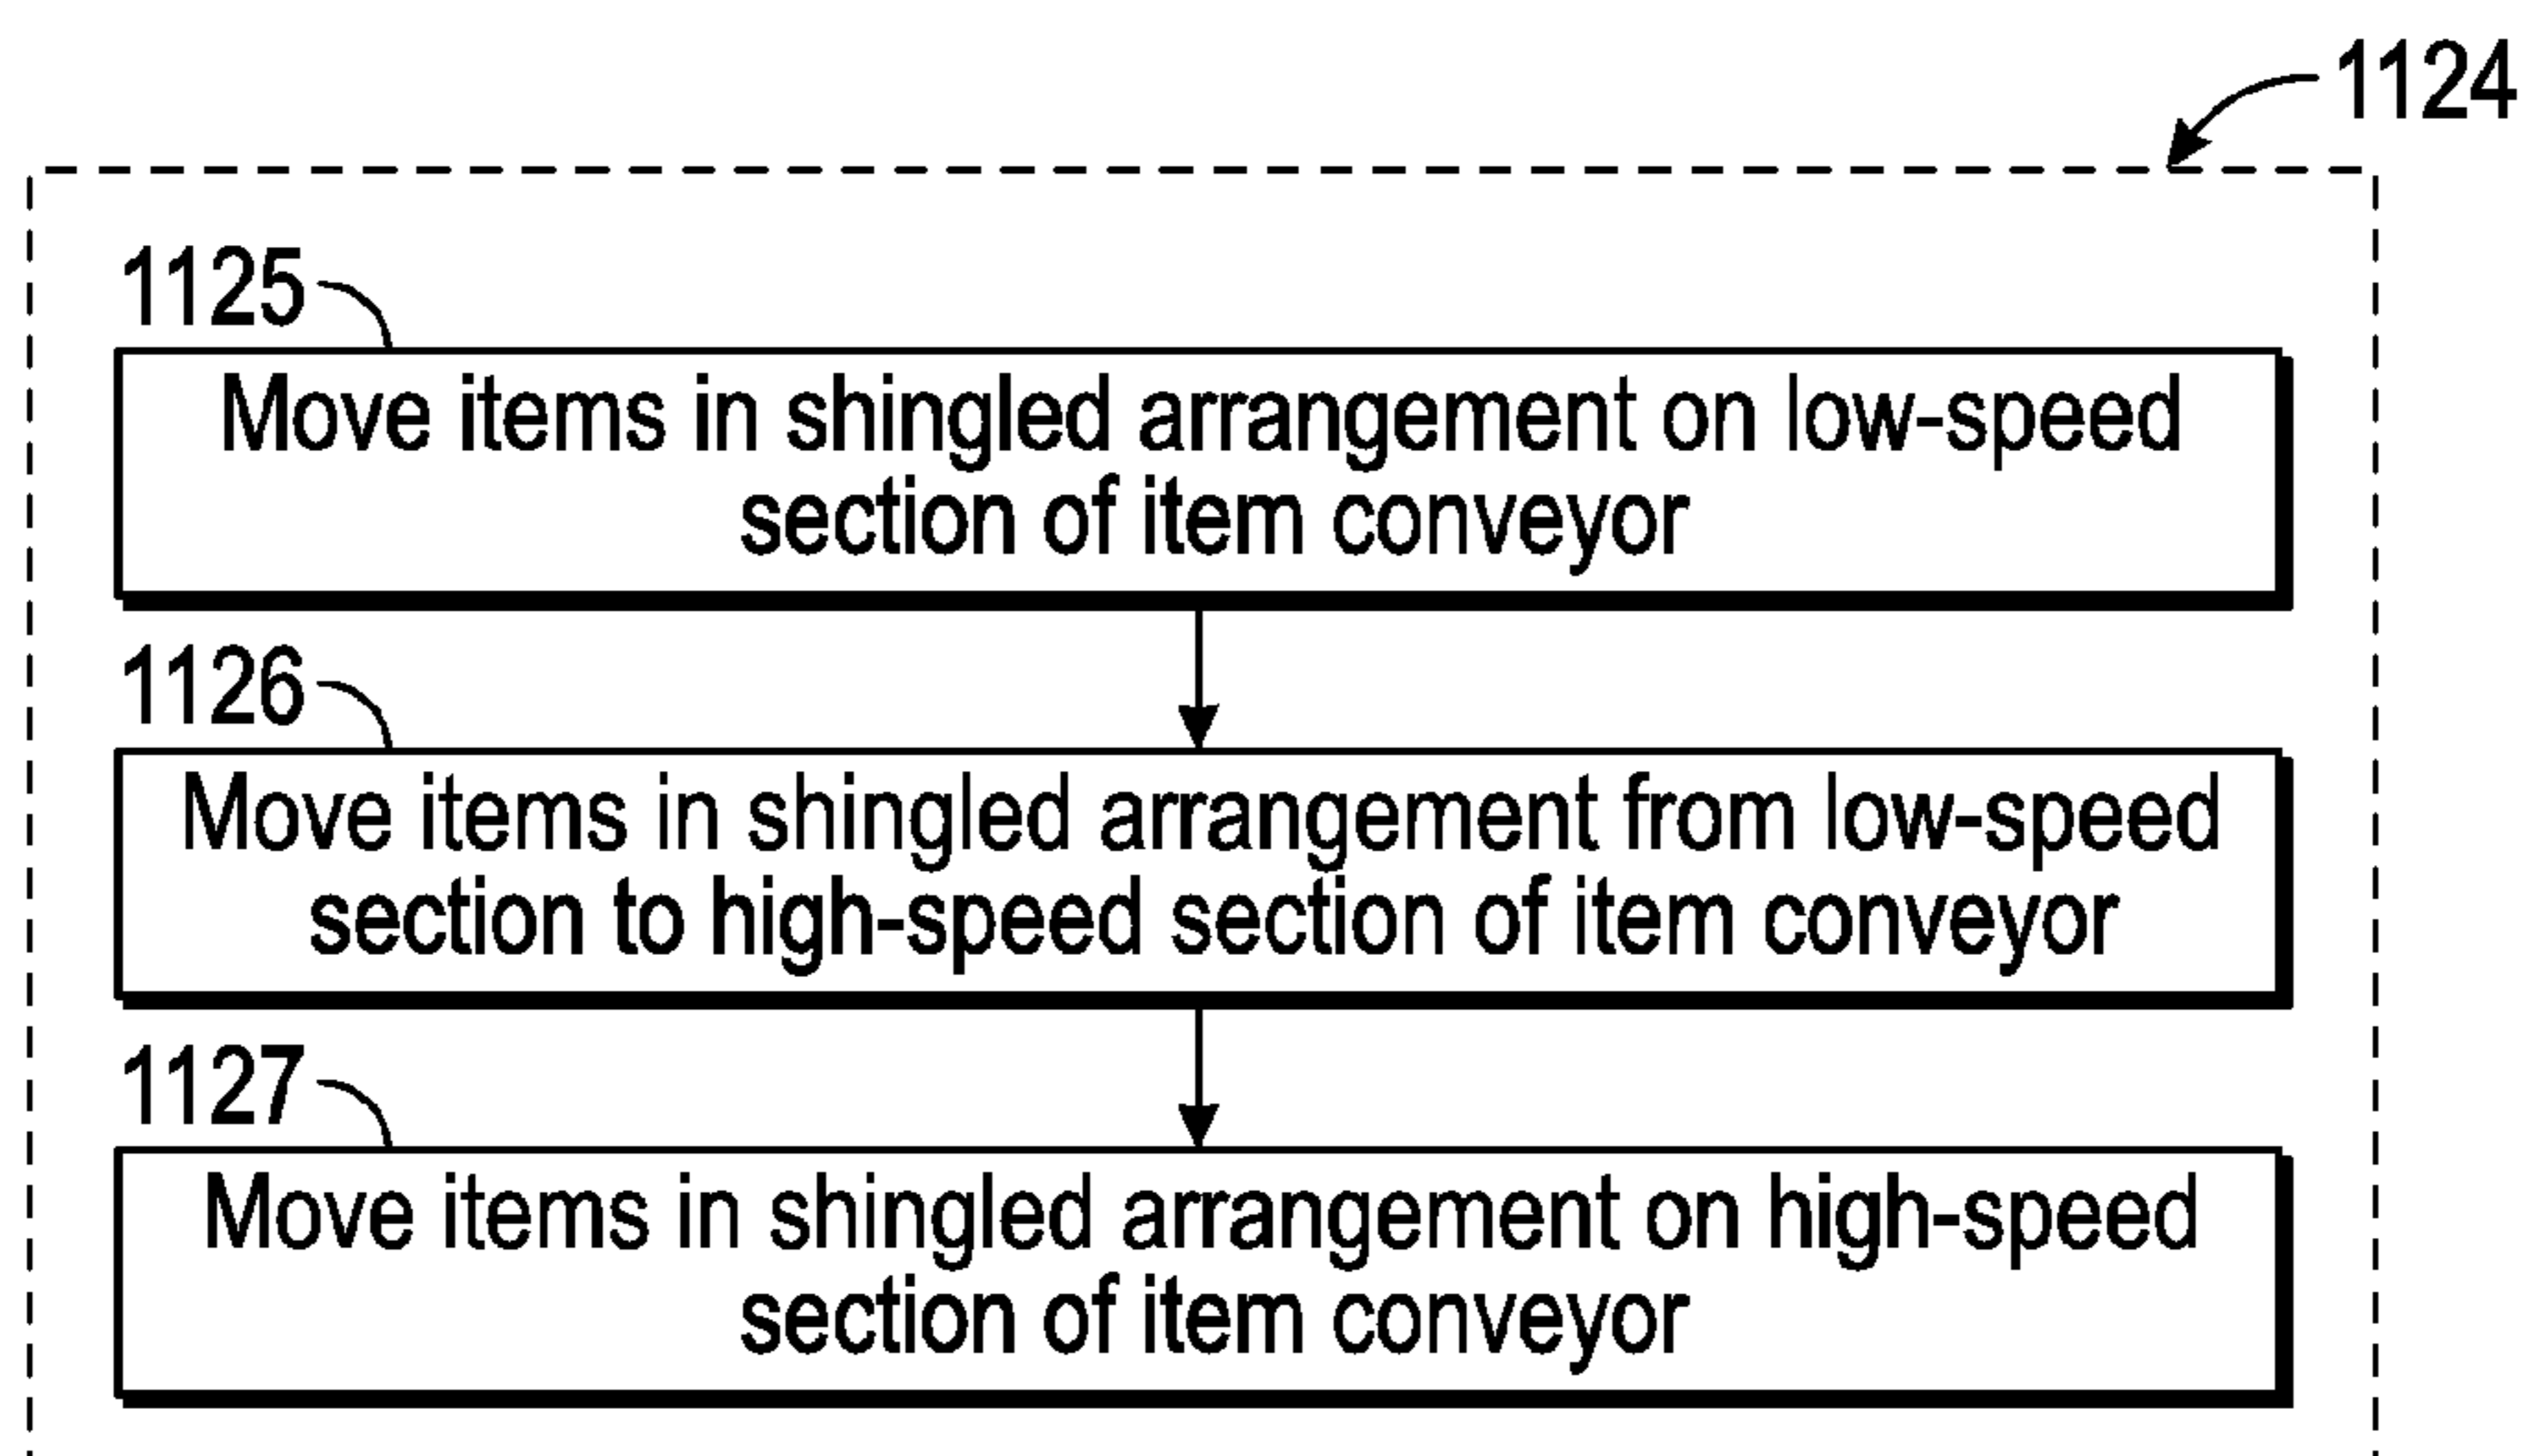 1124
1125
Move items in shingled arrangement on low-speed
section of item conveyor
1126
Move items in shingled arrangement from low-speed
section to high-speed section of item conveyor
1127
Move items in shingled arrangement on high-speed
section of item conveyor